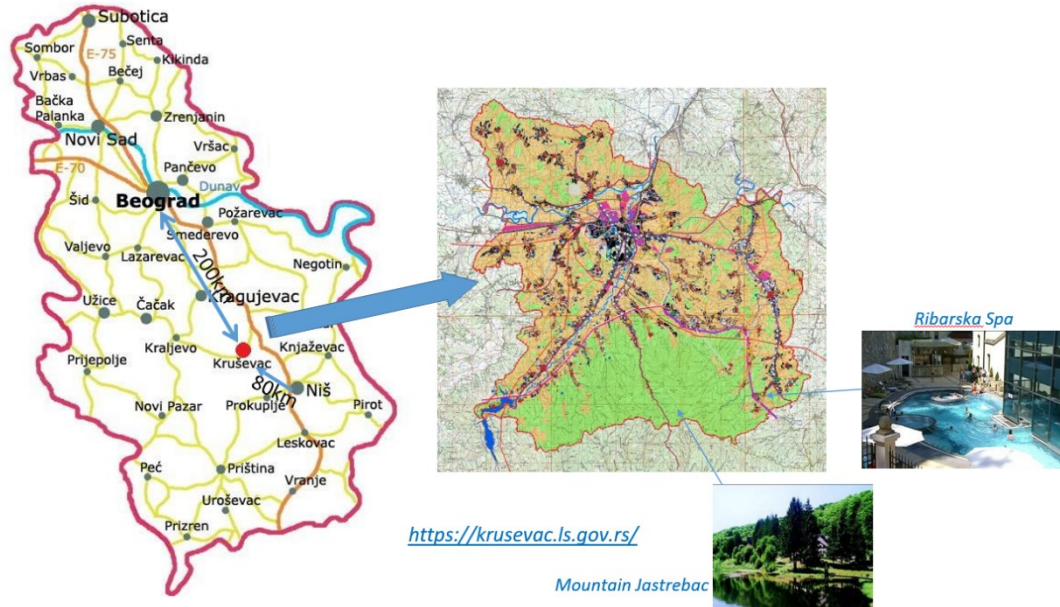 Subotica
Sombor
Senta
E-75
Kikinda
Vrbas
Bečej
Bačka
Palanka
Zrenjanin
Novi Sad
Vršac
E-70
Pančevo
Šid
Dunav
Beograd
Požarevac
Smederevo
Valjevo
Lazarevac
Negotin
200km
Kragujevac
Užice
Čačak
Kraljevo
Kruševac
Knjaževac
Prijepolje
80km
Niš
Novi Pazar
Prokuplje
Pirot
Leskovac
Peć
Priština
Vranje
Uroševac
Prizren
Ribarska Spa
https://krusevac.ls.gov.rs/
Mountain Jastrebac